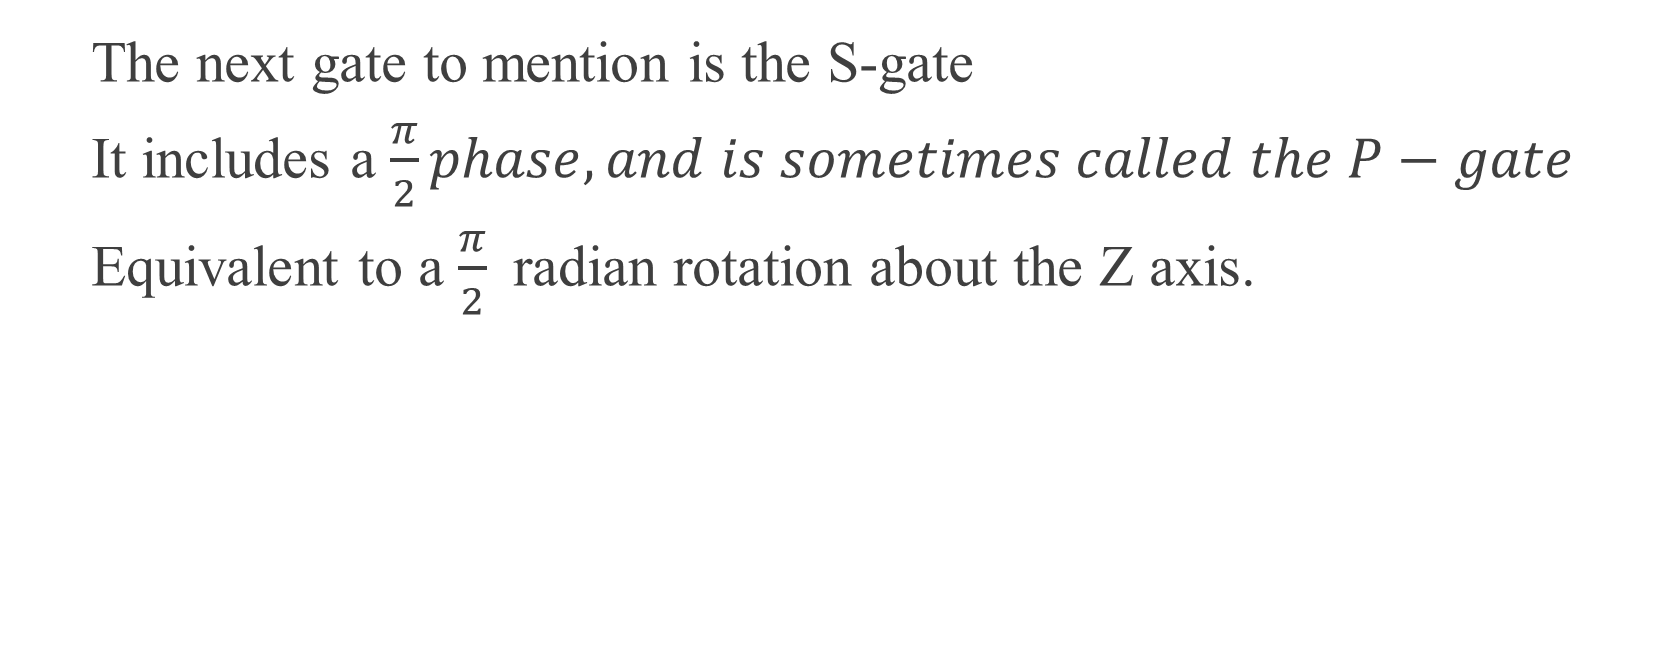 The next gate to mention is the S-gate
It includes a π/2 phase, and is sometimes called the P − gate
Equivalent to a π/2 radian rotation about the Z axis.